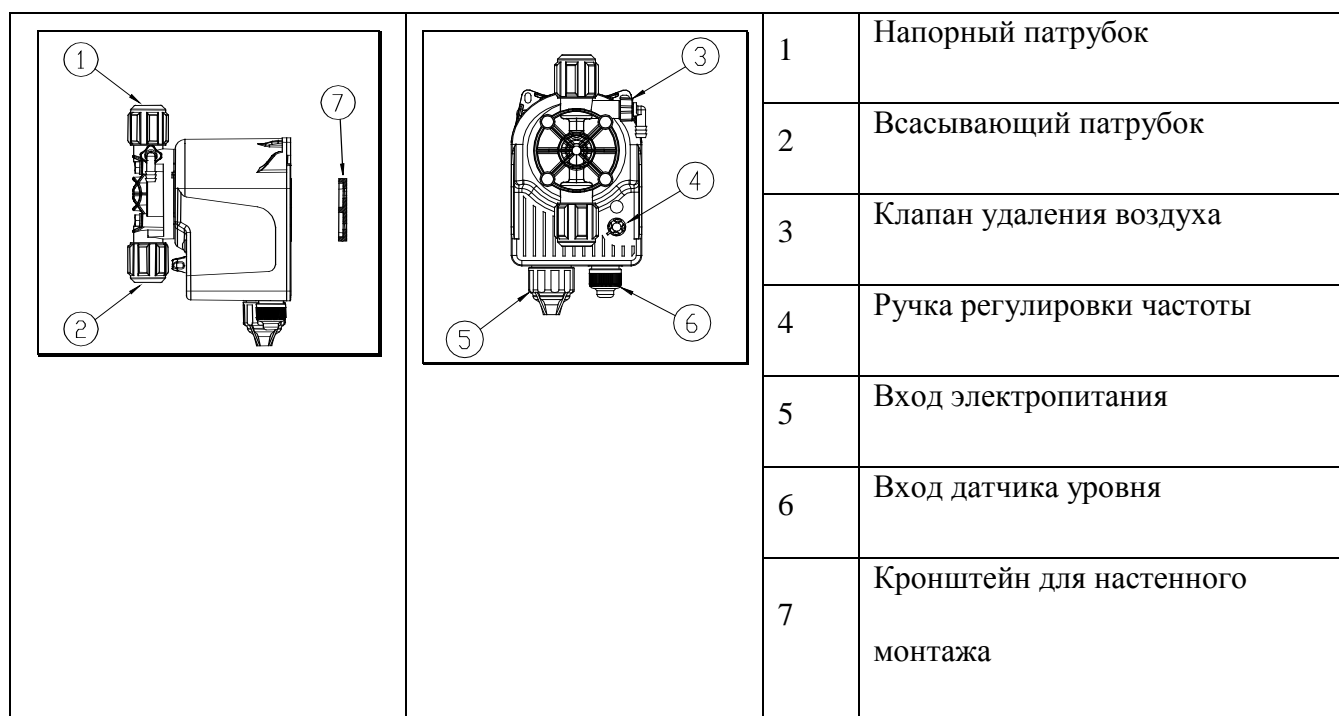 1
2
7
3
4
5
6
1 Напорный патрубок
2 Всасывающий патрубок
3 Клапан удаления воздуха
4 Ручка регулировки частоты
5 Вход электропитания
6 Вход датчика уровня
7 Кронштейн для настенного
монтажа